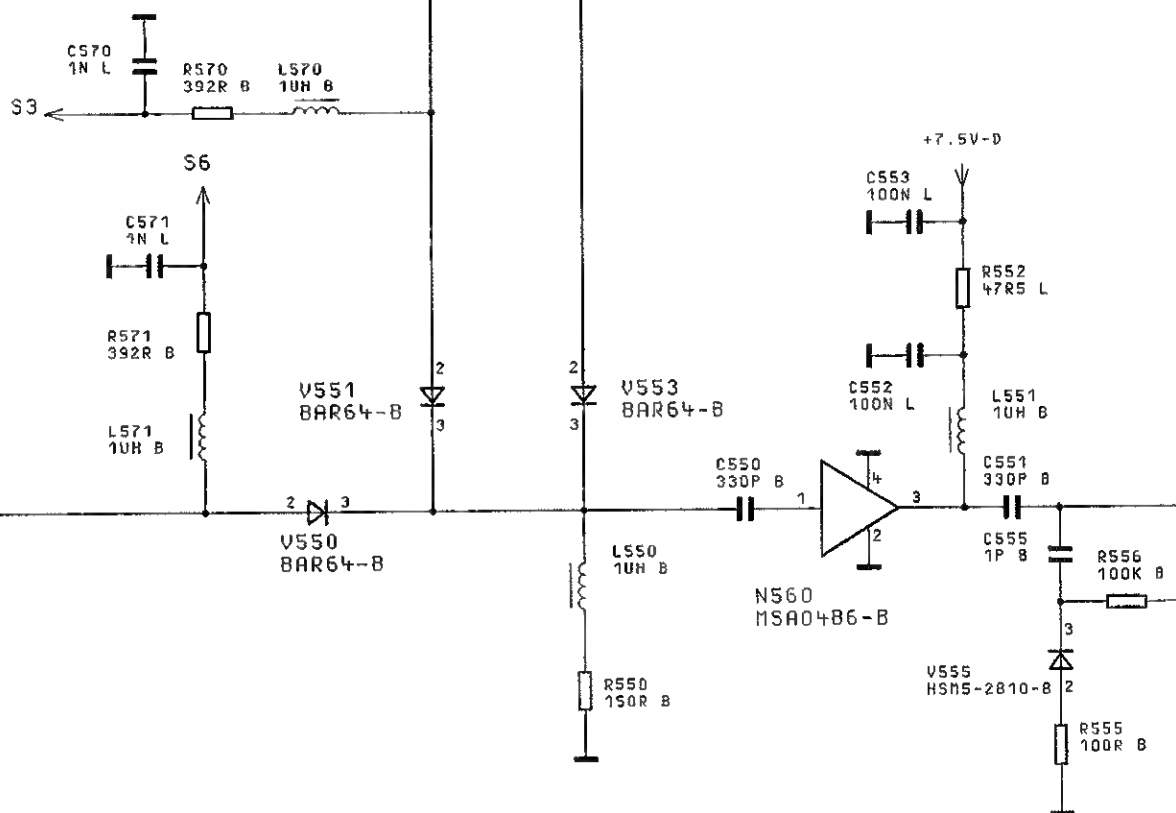 C570
1N L
R570
392R B
L570
1UH B
S3
S6
C571
1N L
R571
392R B
L571
1UH B
V551
BAR64-B
2
3
V553
BAR64-B
2
3
2
3
V550
BAR64-B
+7.5V-D
C553
100N L
R552
47R5 L
C552
100N L
L551
1UH B
C550
330P B
1
4
3
2
C551
330P B
N560
MSA0486-B
L550
1UH B
R550
150R B
C555
1P B
R556
100K B
3
V555
HSMS-2810-B
2
R555
100R B